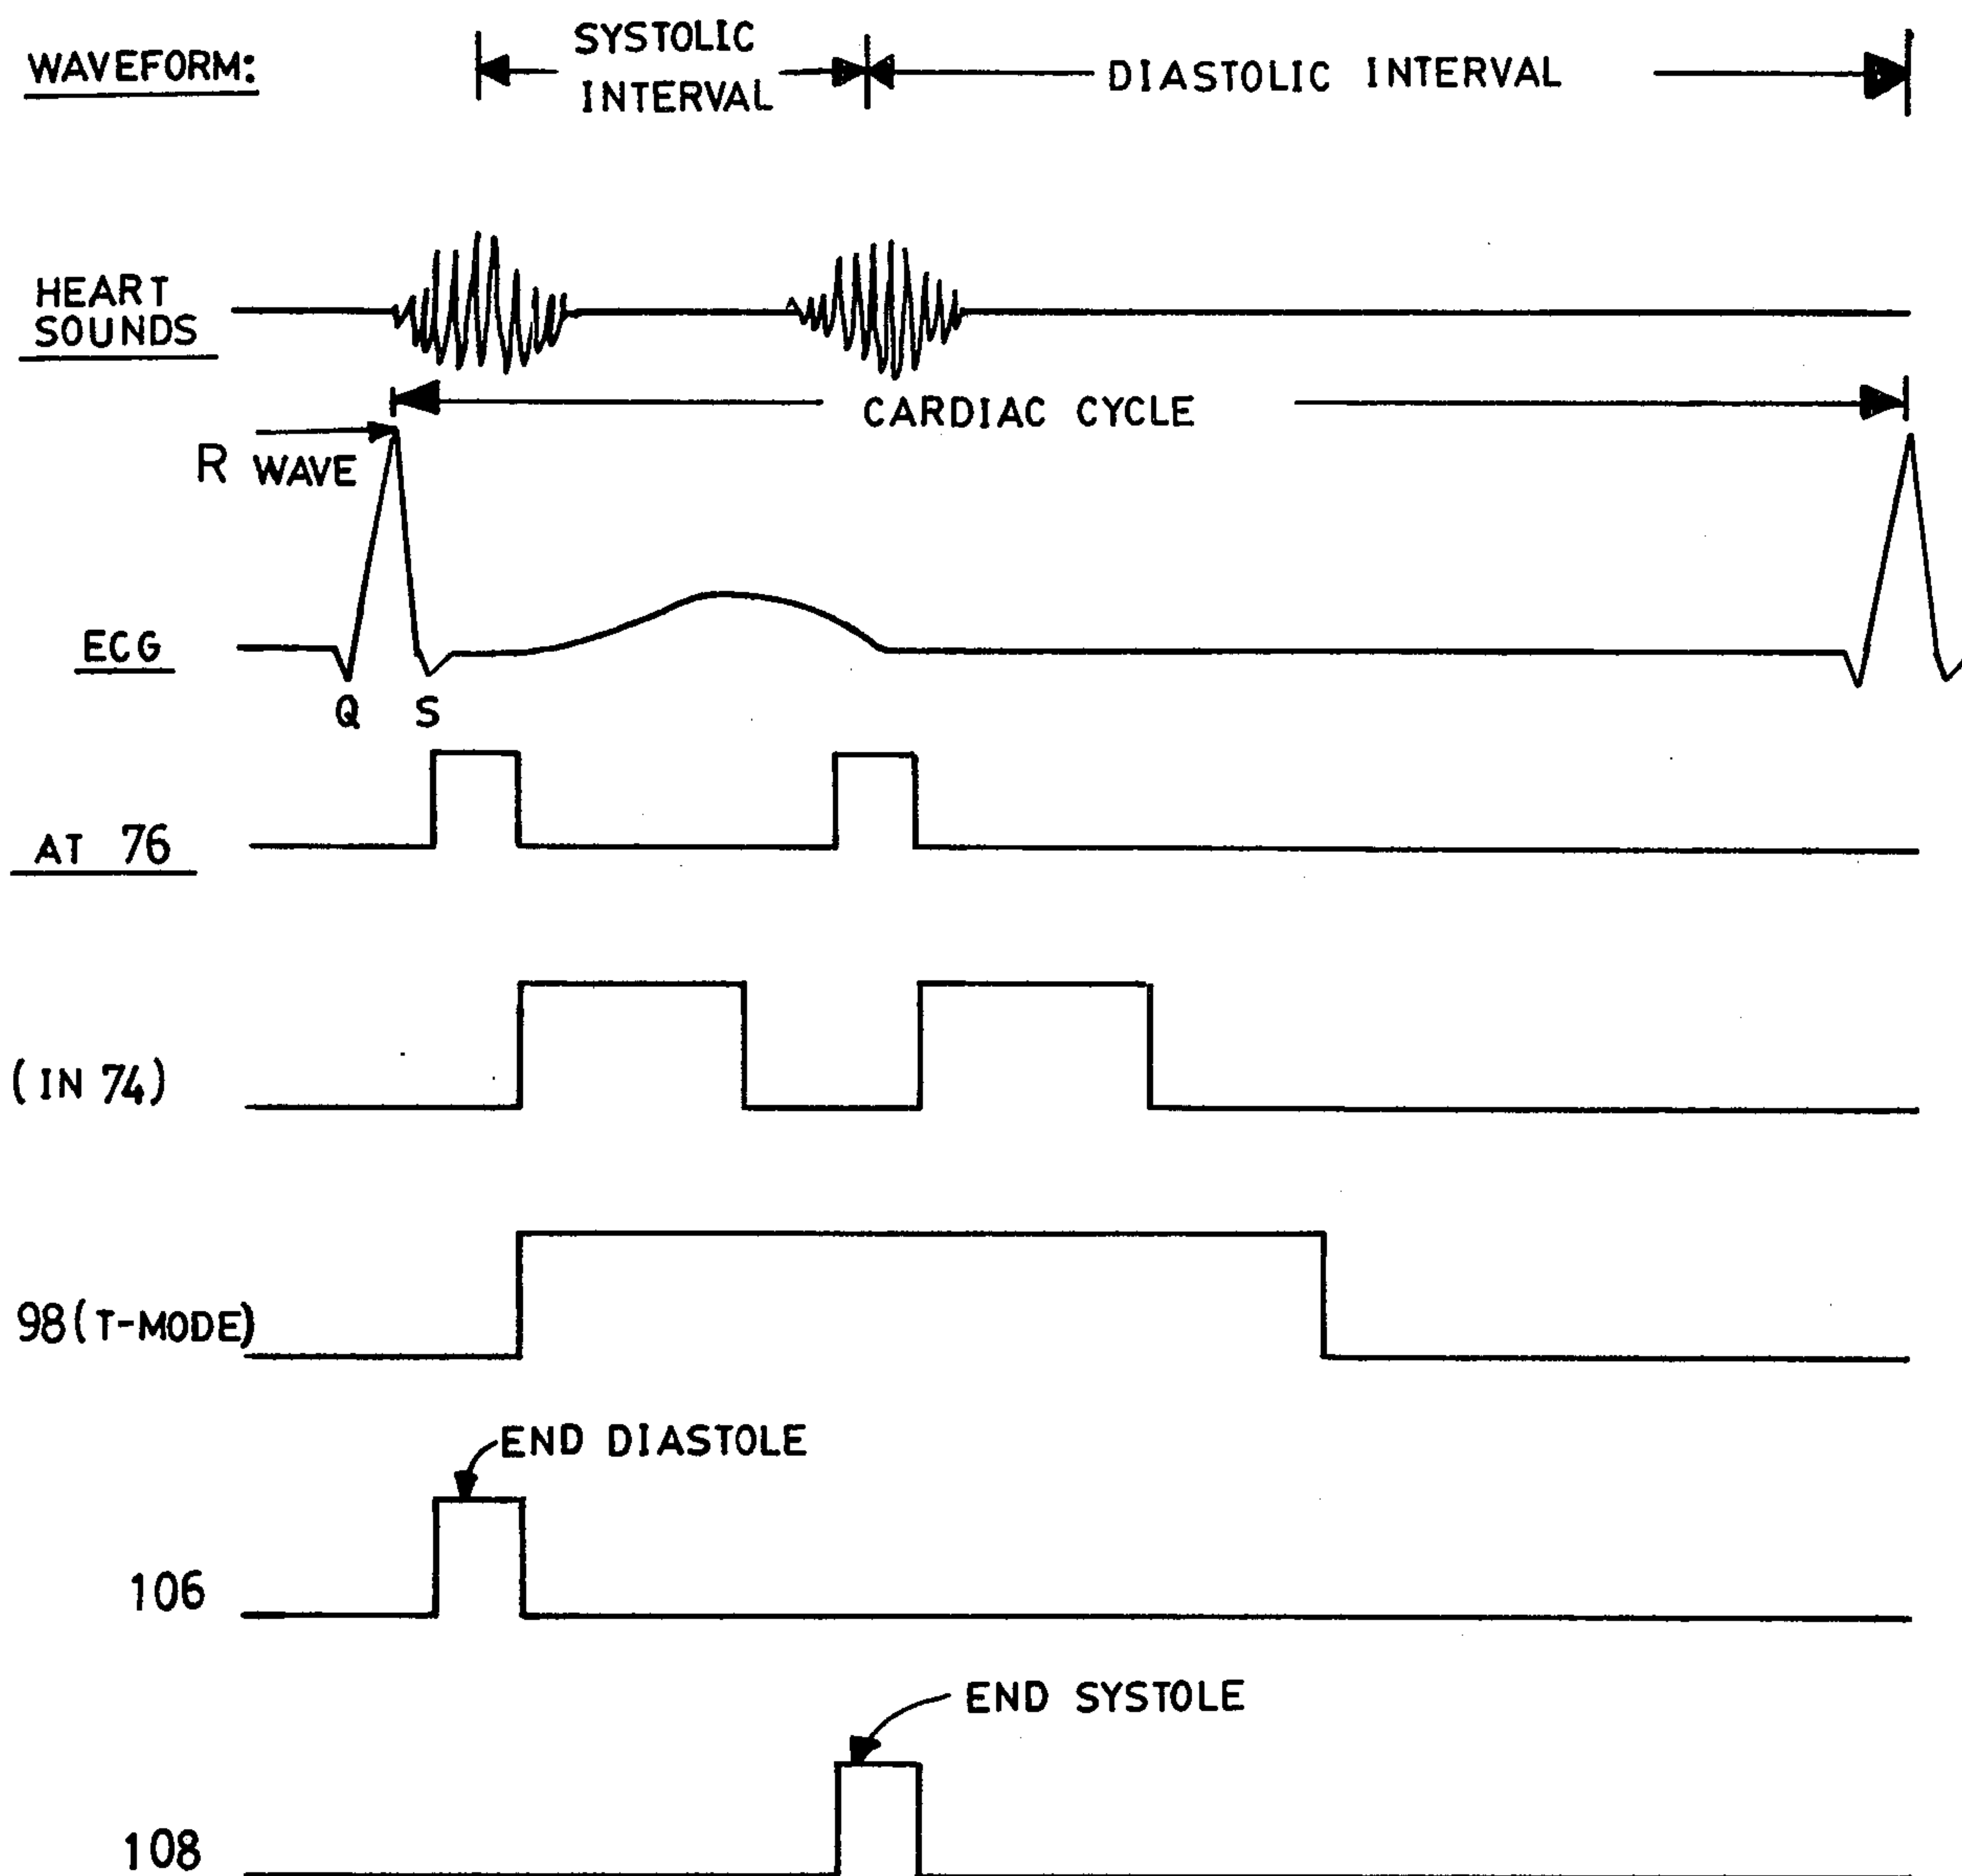 WAVEFORM:
SYSTOLIC
INTERVAL
DIASTOLIC INTERVAL
HEART
SOUNDS
CARDIAC CYCLE
R WAVE
ECG
Q
S
AT 76
(IN 74)
98(T-MODE)
END DIASTOLE
106
END SYSTOLE
108